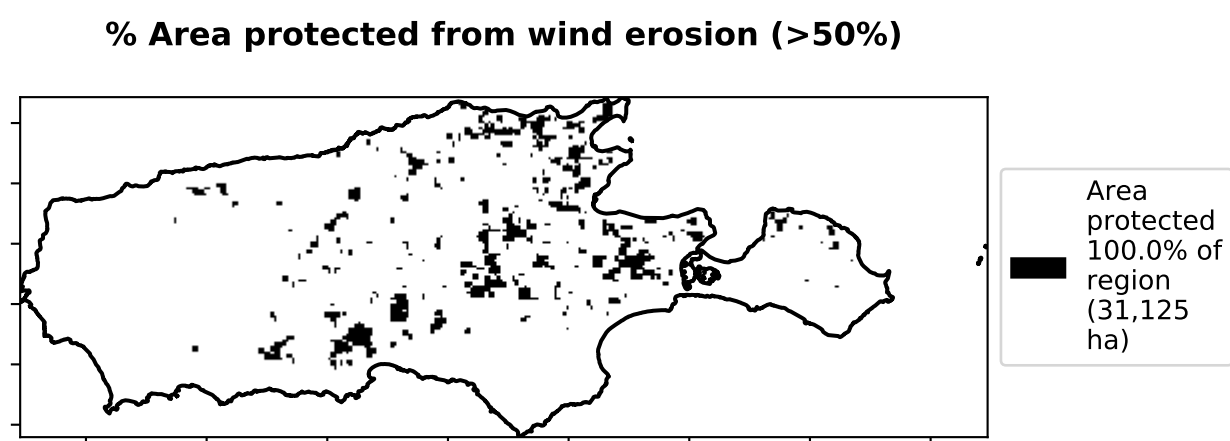 % Area protected from wind erosion (>50%)
Area
protected
100.0% of
region
(31,125
ha)